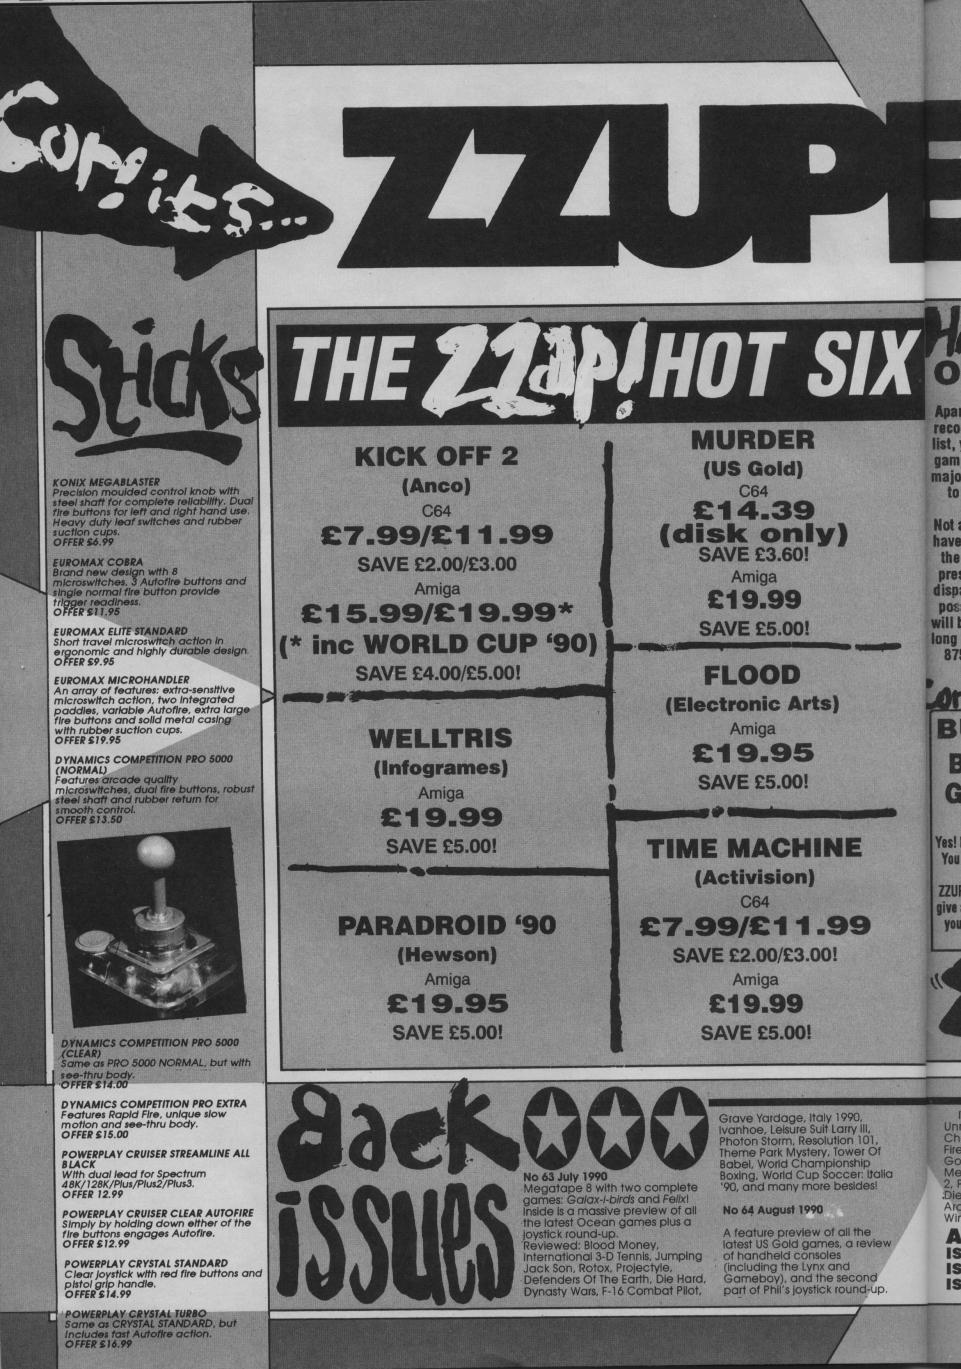 Comits...
ZZUPE
Sticks
KONIX MEGABLASTER
Precision moulded control knob with
steel shaft for complete reliability. Dual
fire buttons for left and right hand use.
Heavy duty leaf switches and rubber
suction cups.
OFFER £6.99
EUROMAX COBRA
Brand new design with 8
microswitches. 3 Autofire buttons and
single normal fire button provide
trigger readiness.
OFFER £11.95
EUROMAX ELITE STANDARD
Short travel microswitch action in
ergonomic and highly durable design.
OFFER £9.95
EUROMAX MICROHANDLER
An array of features: extra-sensitive
microswitch action, two integrated
paddles, variable Autofire, extra large
fire buttons and solid metal casing
with rubber suction cups.
OFFER £19.95
DYNAMICS COMPETITION PRO 5000
(NORMAL)
Features arcade quality
microswitches, dual fire buttons, robust
steel shaft and rubber return for
smooth control.
OFFER £13.50
DYNAMICS COMPETITION PRO 5000
(CLEAR)
Same as PRO 5000 NORMAL, but with
see-thru body.
OFFER £14.00
DYNAMICS COMPETITION PRO EXTRA
Features Rapid Fire, unique slow
motion and see-thru body.
OFFER £15.00
POWERPLAY CRUISER STREAMLINE ALL
BLACK
With dual lead for Spectrum
48K/128K/Plus/Plus2/Plus3.
OFFER 12.99
POWERPLAY CRUISER CLEAR AUTOFIRE
Simply by holding down either of the
fire buttons engages Autofire.
OFFER £12.99
POWERPLAY CRYSTAL STANDARD
Clear joystick with red fire buttons and
pistol grip handle.
OFFER £14.99
POWERPLAY CRYSTAL TURBO
Same as CRYSTAL STANDARD, but
includes fast Autofire action.
OFFER £16.99
THE ZZap! HOT SIX
KICK OFF 2
(Anco)
C64
£7.99/£11.99
SAVE £2.00/£3.00
Amiga
£15.99/£19.99*
(* inc WORLD CUP '90)
SAVE £4.00/£5.00!
WELLTRIS
(Infogrames)
Amiga
£19.99
SAVE £5.00!
PARADROID '90
(Hewson)
Amiga
£19.95
SAVE £5.00!
MURDER
(US Gold)
C64
£14.39
(disk only)
SAVE £3.60!
Amiga
£19.99
SAVE £5.00!
FLOOD
(Electronic Arts)
Amiga
£19.95
SAVE £5.00!
TIME MACHINE
(Activision)
C64
£7.99/£11.99
SAVE £2.00/£3.00!
Amiga
£19.99
SAVE £5.00!
Back
issues
No 63 July 1990
Megatape 8 with two complete
games: Galax-i-birds and Felix!
Inside is a massive preview of all
the latest Ocean games plus a
joystick round-up.
Reviewed: Blood Money,
International 3-D Tennis, Jumping
Jack Son, Rotox, Projectyle,
Defenders Of The Earth, Die Hard,
Dynasty Wars, F-16 Combat Pilot,
Grave Yardage, Italy 1990,
Ivanhoe, Leisure Suit Larry III,
Photon Storm, Resolution 101,
Theme Park Mystery, Tower Of
Babel, World Championship
Boxing, World Cup Soccer: Italia
'90, and many more besides!
No 64 August 1990
A feature preview of all the
latest US Gold games, a review
of handheld consoles
(including the Lynx and
Gameboy), and the second
part of Phil's joystick round-up.